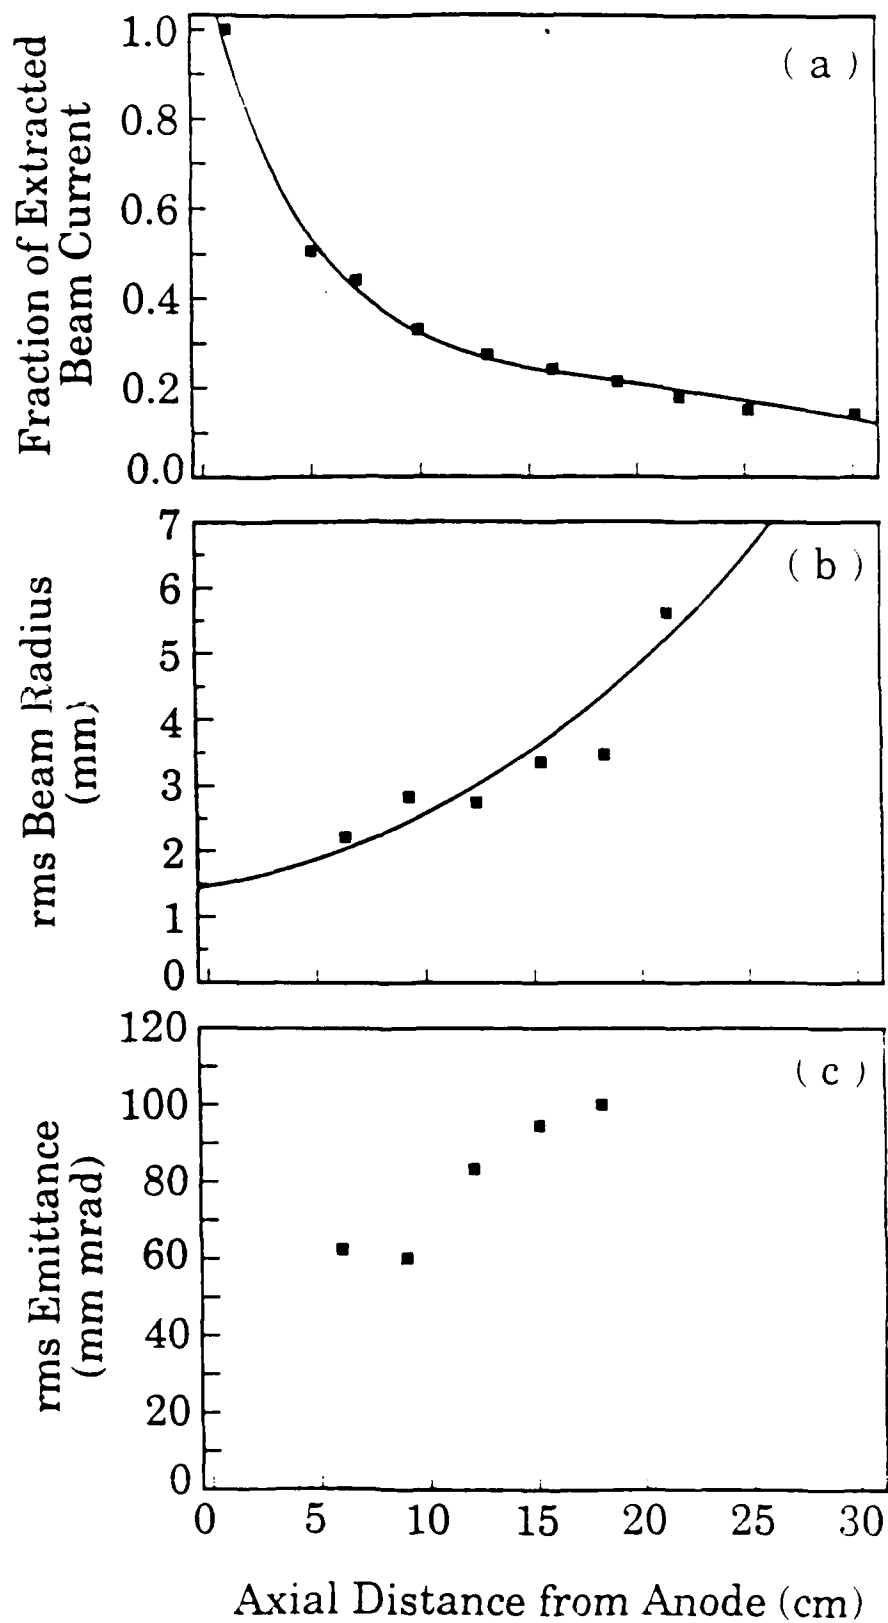 Fraction of Extracted
Beam Current
1.0
0.8
0.6
0.4
0.2
0.0
( a )
rms Beam Radius
(mm)
7
6
5
4
3
2
1
0
( b )
rms Emittance
(mm mrad)
120
100
80
60
40
20
0
( c )
0 5 10 15 20 25 30
Axial Distance from Anode (cm)